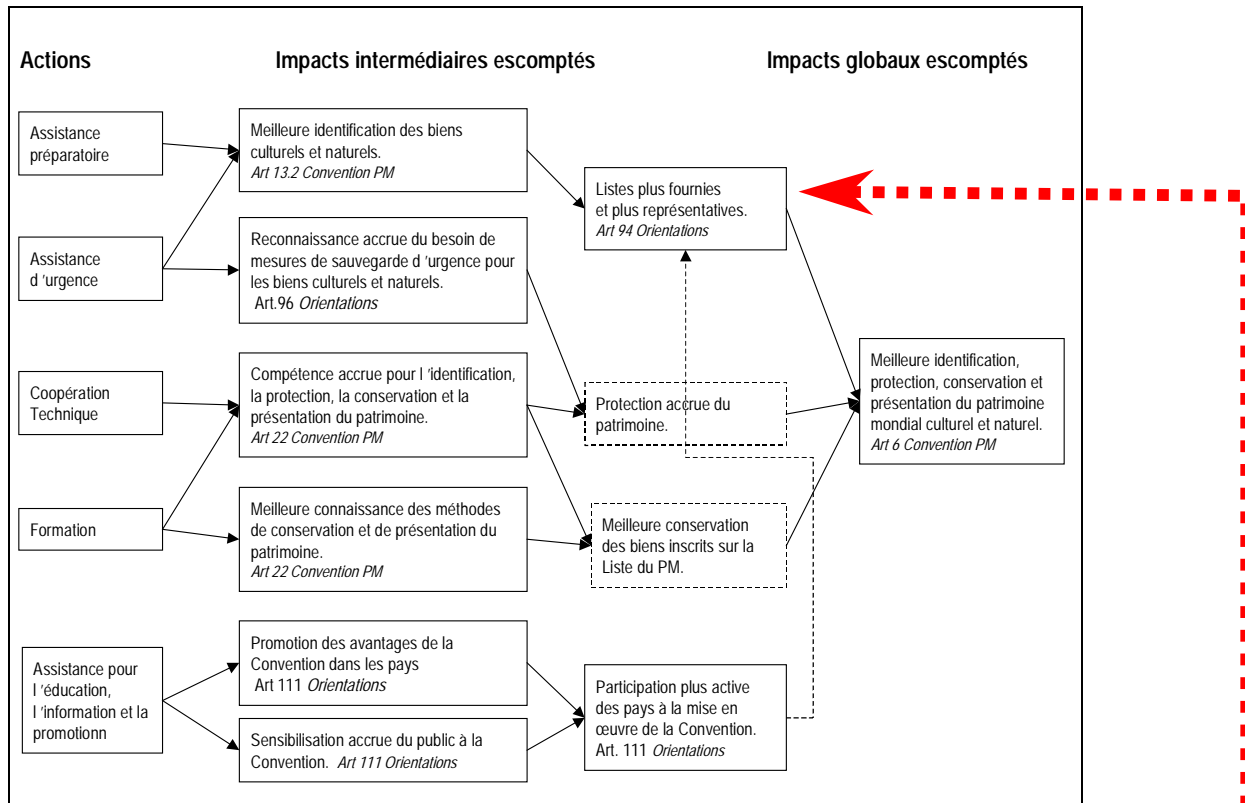 Actions
Impacts intermédiaires escomptés
Impacts globaux escomptés
Assistance
préparatoire
Meilleure identification des biens
culturels et naturels.
Art 13.2 Convention PM
Listes plus fournies
et plus représentatives.
Art 94 Orientations
Assistance
d 'urgence
Reconnaissance accrue du besoin de
mesures de sauvegarde d 'urgence pour
les biens culturels et naturels.
Art.96 Orientations
Coopération
Technique
Compétence accrue pour l 'identification,
la protection, la conservation et la
présentation du patrimoine.
Art 22 Convention PM
Protection accrue du
patrimoine.
Meilleure identification,
protection, conservation et
présentation du patrimoine
mondial culturel et naturel.
Art 6 Convention PM
Formation
Meilleure connaissance des méthodes
de conservation et de présentation du
patrimoine.
Art 22 Convention PM
Meilleure conservation
des biens inscrits sur la
Liste du PM.
Assistance pour
l 'éducation,
l 'information et la
promotionn
Promotion des avantages de la
Convention dans les pays
Art 111 Orientations
Sensibilisation accrue du public à la
Convention. Art 111 Orientations
Participation plus active
des pays à la mise en
œuvre de la Convention.
Art. 111 Orientations